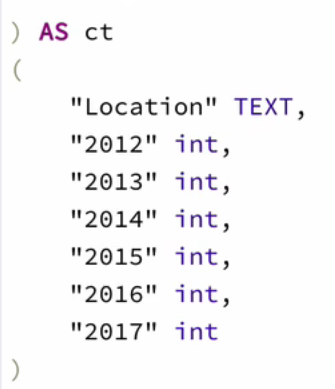 ) AS ct
(
"Location" TEXT,
"2012" int,
"2013" int,
"2014" int,
"2015" int,
"2016" int,
"2017" int
)